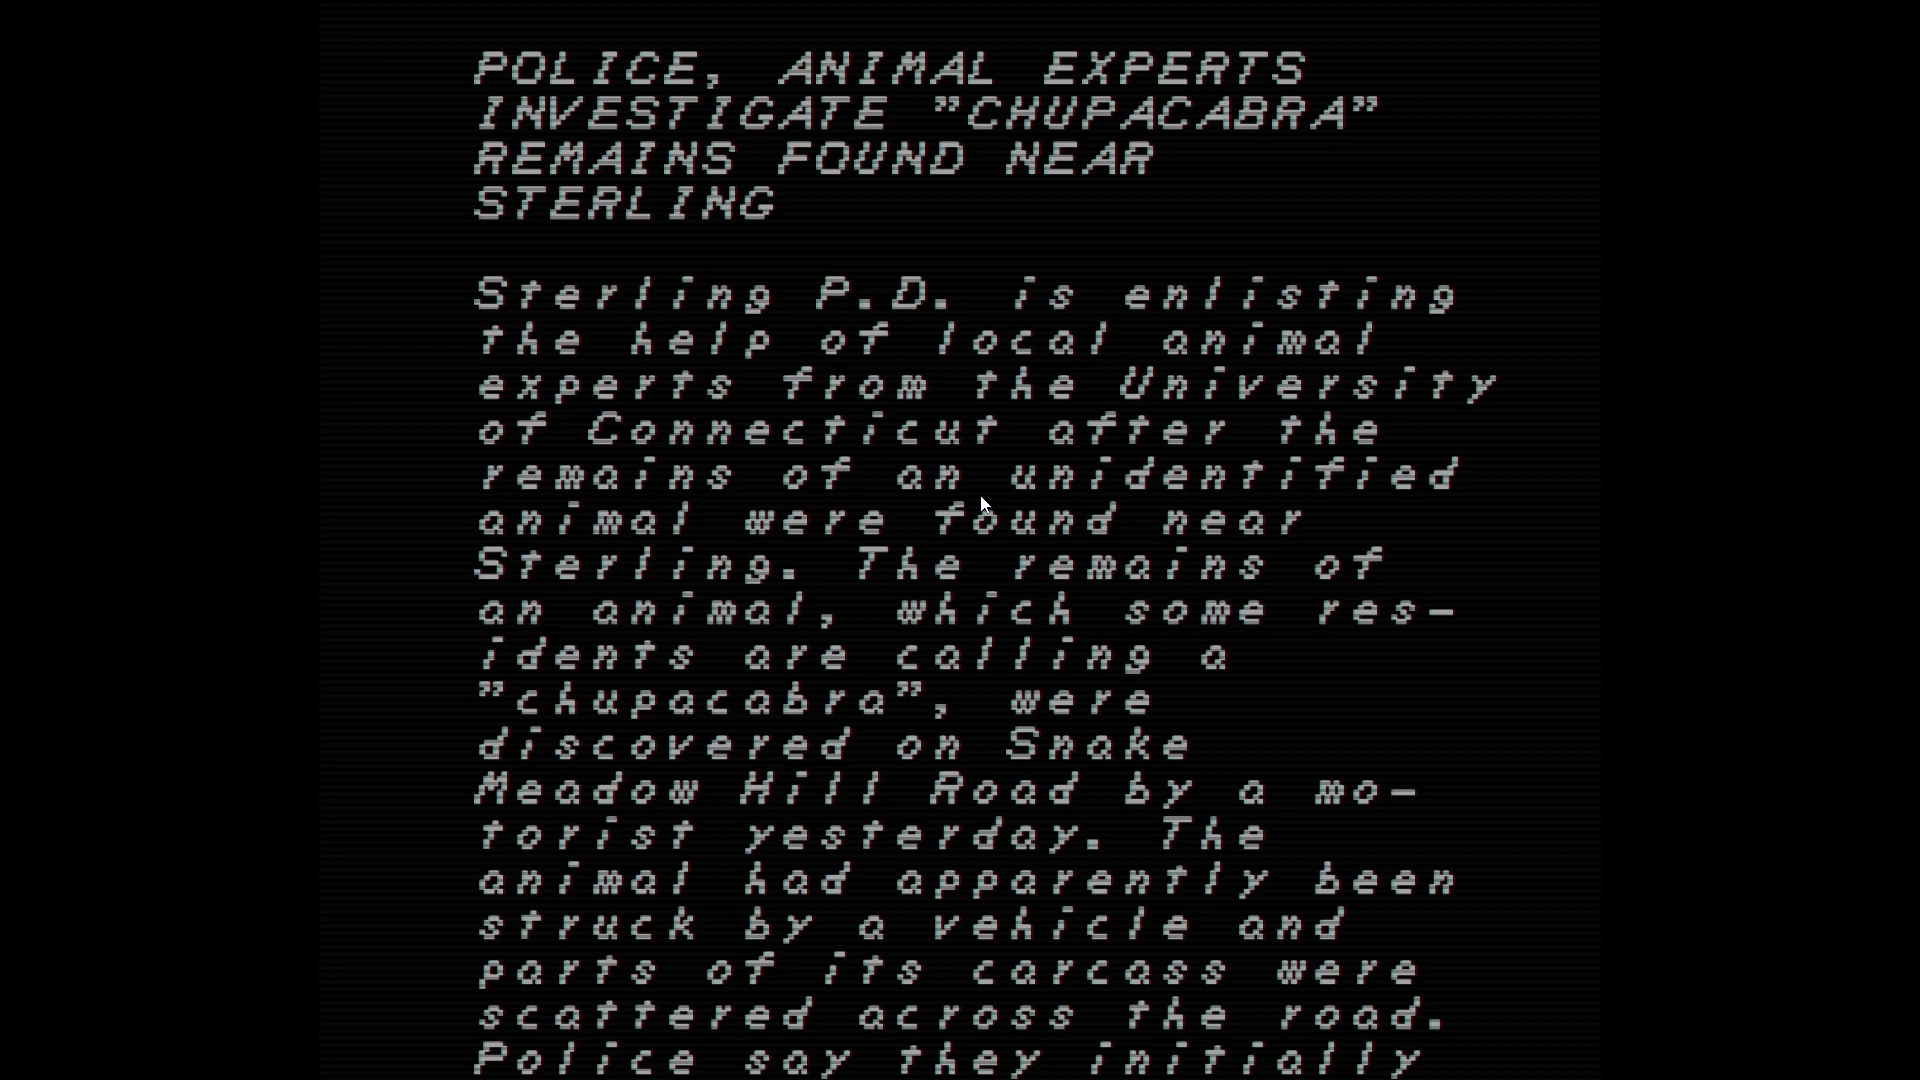 POLICE, ANIMAL EXPERTS
INVESTIGATE "CHUPACABRA"
REMAINS FOUND NEAR
STERLING
Sterling P.D. is enlisting
the help of local animal
experts from the University
of Connecticut after the
remains of an unidentified
animal were found near
Sterling. The remains of
an animal, which some res-
idents are calling a
"chupacabra", were
discovered on Snake
Meadow Hill Road by a mo-
torist yesterday. The
animal had apparently been
struck by a vehicle and
parts of its carcass were
scattered across the road.
Police say they initially